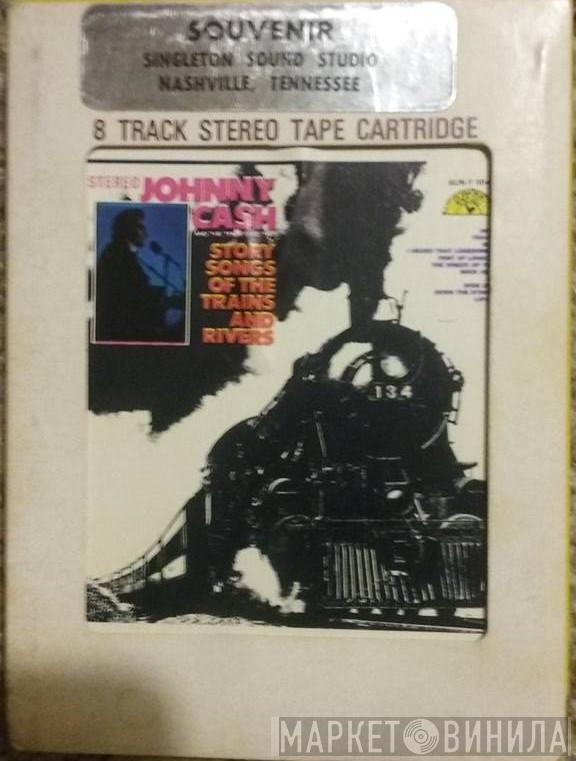 SOUVENIR
SINGLETON SOUND STUDIO
NASHVILLE, TENNESSEE
8 TRACK STEREO TAPE CARTRIDGE
STEREO JOHNNY
CASH
STORY
SONGS
OF THE
TRAINS
AND
RIVERS
134
МАРКЕТ ВИНИЛА